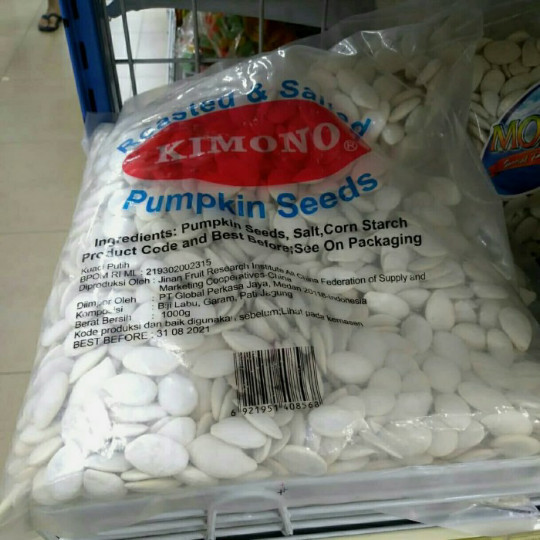 Roasted & Salted
KIMONO®
Pumpkin Seeds
Ingredients: Pumpkin Seeds, Salt,Corn Starch
Product Code and Best Before;See On Packaging
Kuaci Putih
BPOM RI ML : 219302002315
Diproduksi Oleh : Jinan Fruit Research Institute All China Federation of Supply and
Marketing Cooperatives-China
Diimpor Oleh : PT Global Perkasa Jaya, Medan 20118-Indonesia
Komposisi : Biji Labu, Garam, Pati Jagung
Berat Bersih : 1000g
Kode produksi dan baik digunakan sebelum;Lihat pada kemasan
BEST BEFORE : 31 08 2021
6 921951 408568
MO